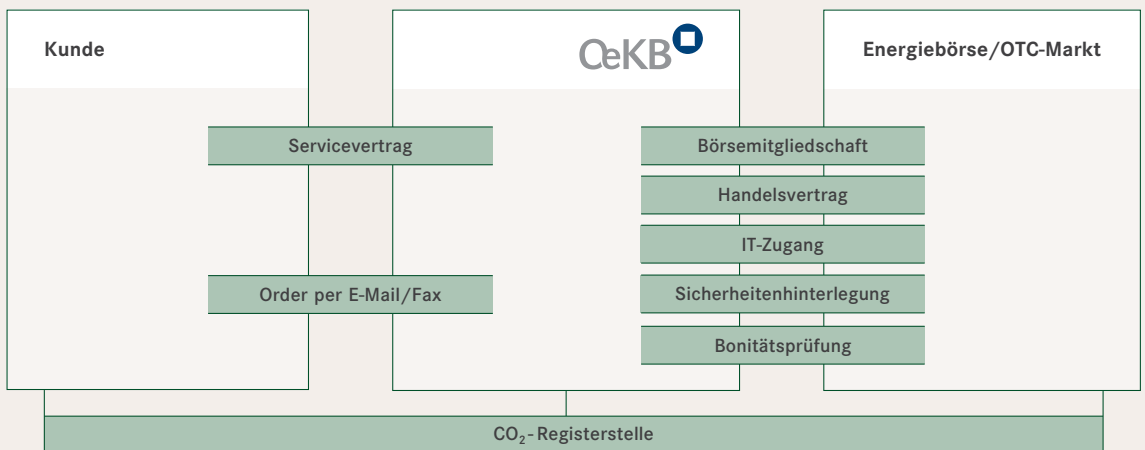 Kunde
OeKB
Energiebörse/OTC-Markt
Servicevertrag
Börsemitgliedschaft
Handelsvertrag
IT-Zugang
Order per E-Mail/Fax
Sicherheitenhinterlegung
Bonitätsprüfung
CO₂-Registerstelle